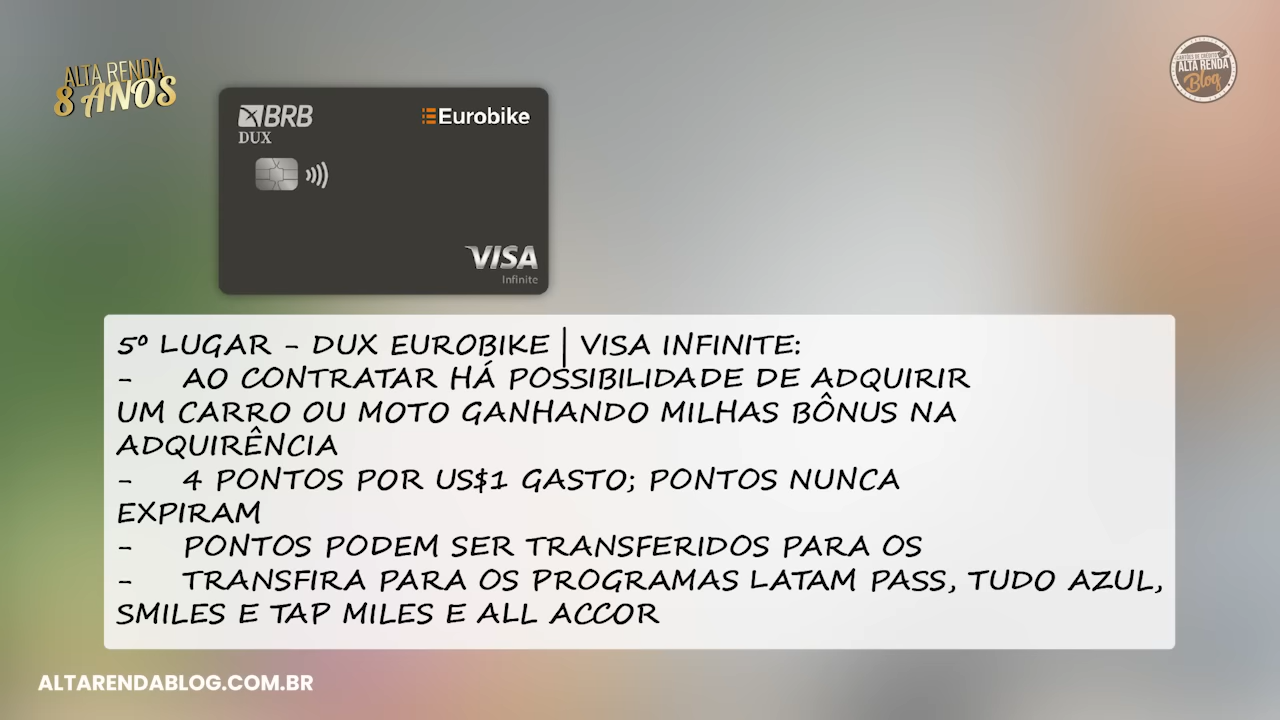 ALTA RENDA
8 ANOS
CARTÕES DE CRÉDITO
ALTA RENDA
Blog
BRB
DUX
Eurobike
VISA
Infinite
5º LUGAR - DUX EUROBIKE | VISA INFINITE:
- AO CONTRATAR HÁ POSSIBILIDADE DE ADQUIRIR
UM CARRO OU MOTO GANHANDO MILHAS BÔNUS NA
ADQUIRÊNCIA
- 4 PONTOS POR US$1 GASTO; PONTOS NUNCA
EXPIRAM
- PONTOS PODEM SER TRANSFERIDOS PARA OS
- TRANSFIRA PARA OS PROGRAMAS LATAM PASS, TUDO AZUL,
SMILES E TAP MILES E ALL ACCOR
ALTARENDABLOG.COM.BR